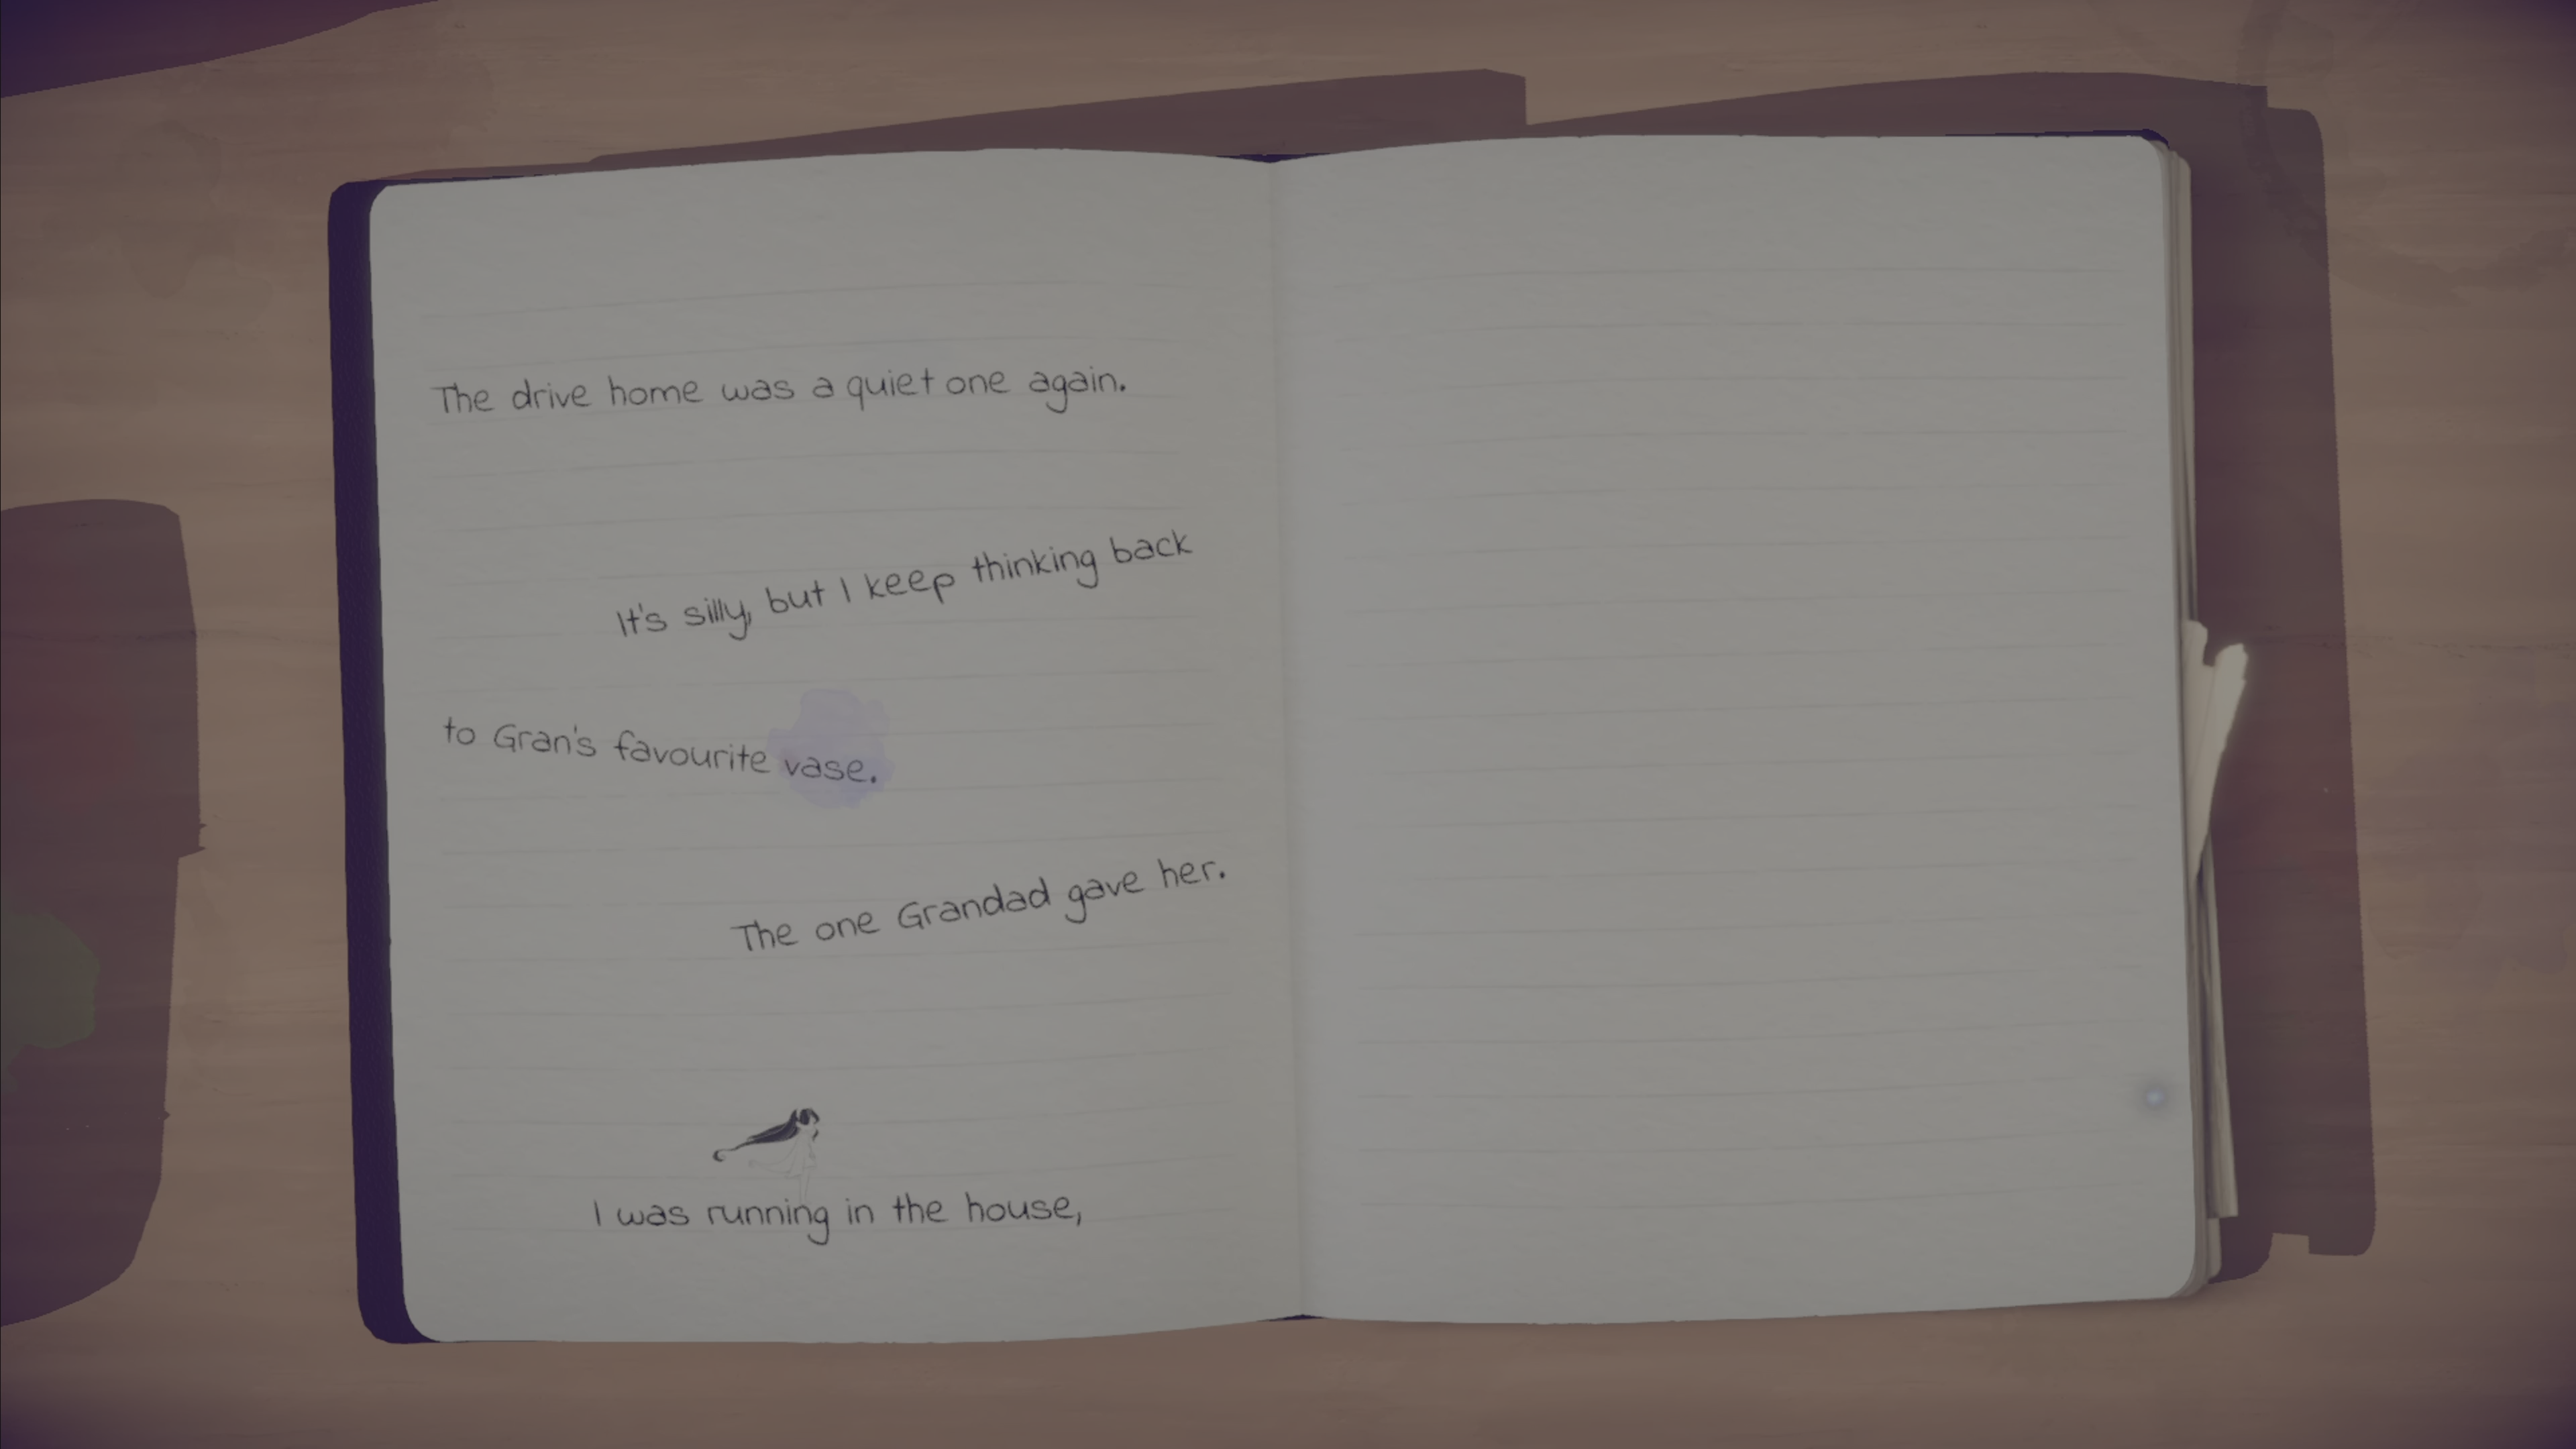 The drive home was a quiet one again.
It's silly, but I keep thinking back
to Gran's favourite vase.
The one Grandad gave her.
I was running in the house,